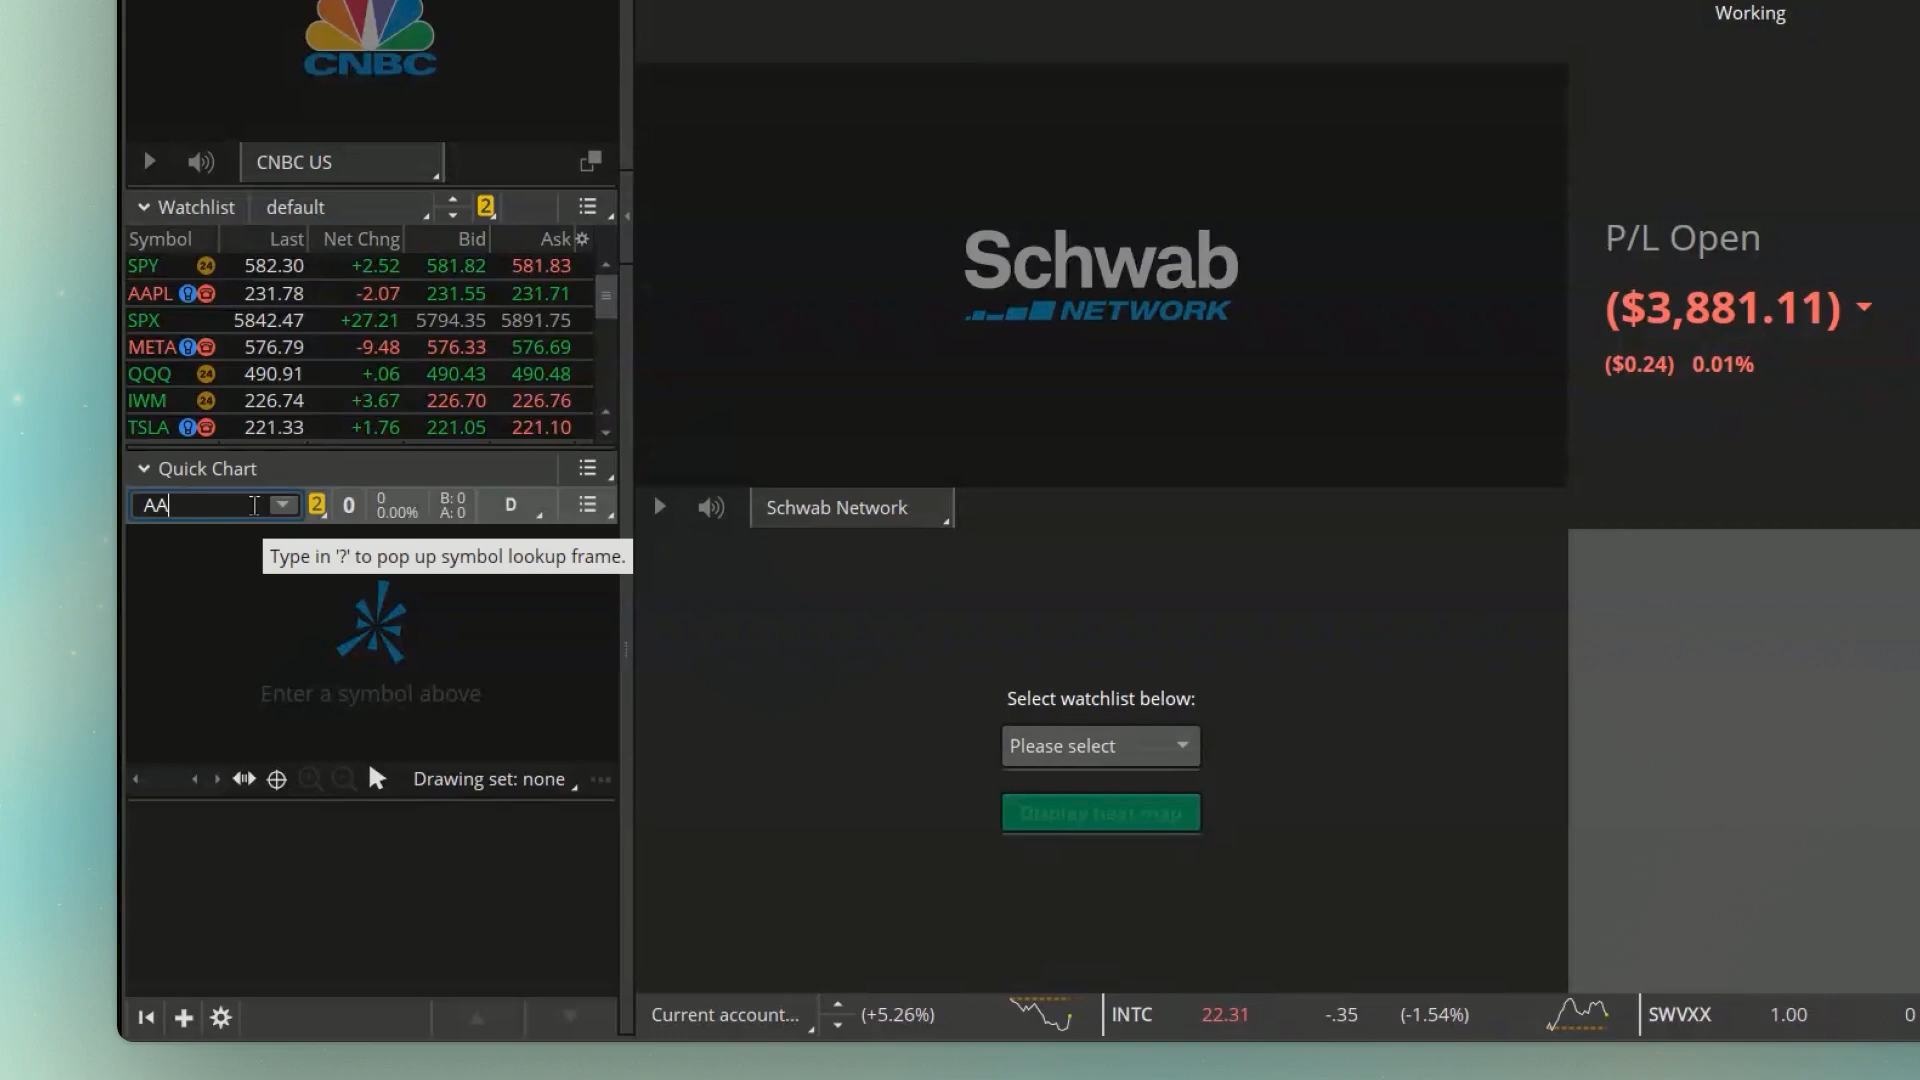 Working
CNBC
CNBC US
Watchlist default 2
Symbol Last Net Chng Bid Ask
SPY 24 582.30 +2.52 581.82 581.83
AAPL 231.78 -2.07 231.55 231.71
SPX 5842.47 +27.21 5794.35 5891.75
META 576.79 -9.48 576.33 576.69
QQQ 24 490.91 +.06 490.43 490.48
IWM 24 226.74 +3.67 226.70 226.76
TSLA 221.33 +1.76 221.05 221.10
Schwab
NETWORK
P/L Open
($3,881.11)
($0.24) 0.01%
Quick Chart
AA 2 0 0 0.00% B: 0 A: 0 D
Type in '?' to pop up symbol lookup frame.
Enter a symbol above
Drawing set: none
Schwab Network
Select watchlist below:
Please select
Display heat map
Current account... (+5.26%) INTC 22.31 -.35 (-1.54%) SWVXX 1.00 0